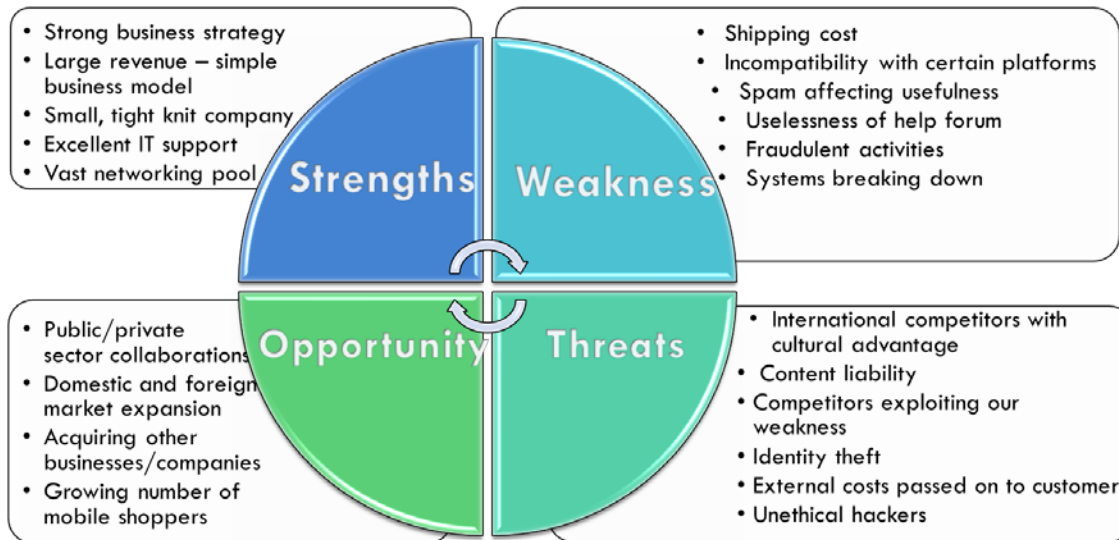 • Strong business strategy
• Large revenue – simple
business model
• Small, tight knit company
• Excellent IT support
• Vast networking pool
Strengths
• Shipping cost
• Incompatibility with certain platforms
• Spam affecting usefulness
• Uselessness of help forum
• Fraudulent activities
• Systems breaking down
Weakness
• Public/private
sector collaborations
• Domestic and foreign
market expansion
• Acquiring other
businesses/companies
• Growing number of
mobile shoppers
Opportunity
Threats
• International competitors with
cultural advantage
• Content liability
• Competitors exploiting our
weakness
• Identity theft
• External costs passed on to customer
• Unethical hackers